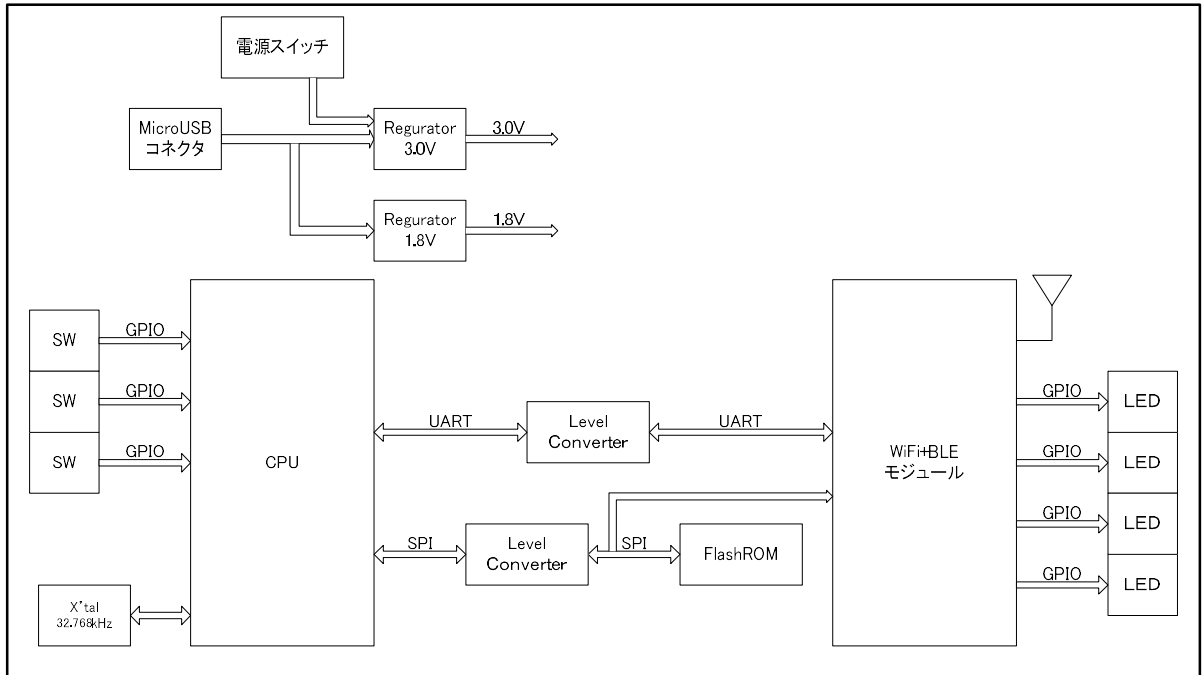 電源スイッチ
MicroUSB
コネクタ
Regurator
3.0V
3.0V
Regurator
1.8V
1.8V
SW
GPIO
SW
GPIO
SW
GPIO
CPU
UART
Level
Converter
UART
WiFi+BLE
モジュール
GPIO
LED
GPIO
LED
GPIO
LED
GPIO
LED
SPI
Level
Converter
SPI
FlashROM
X'tal
32.768kHz